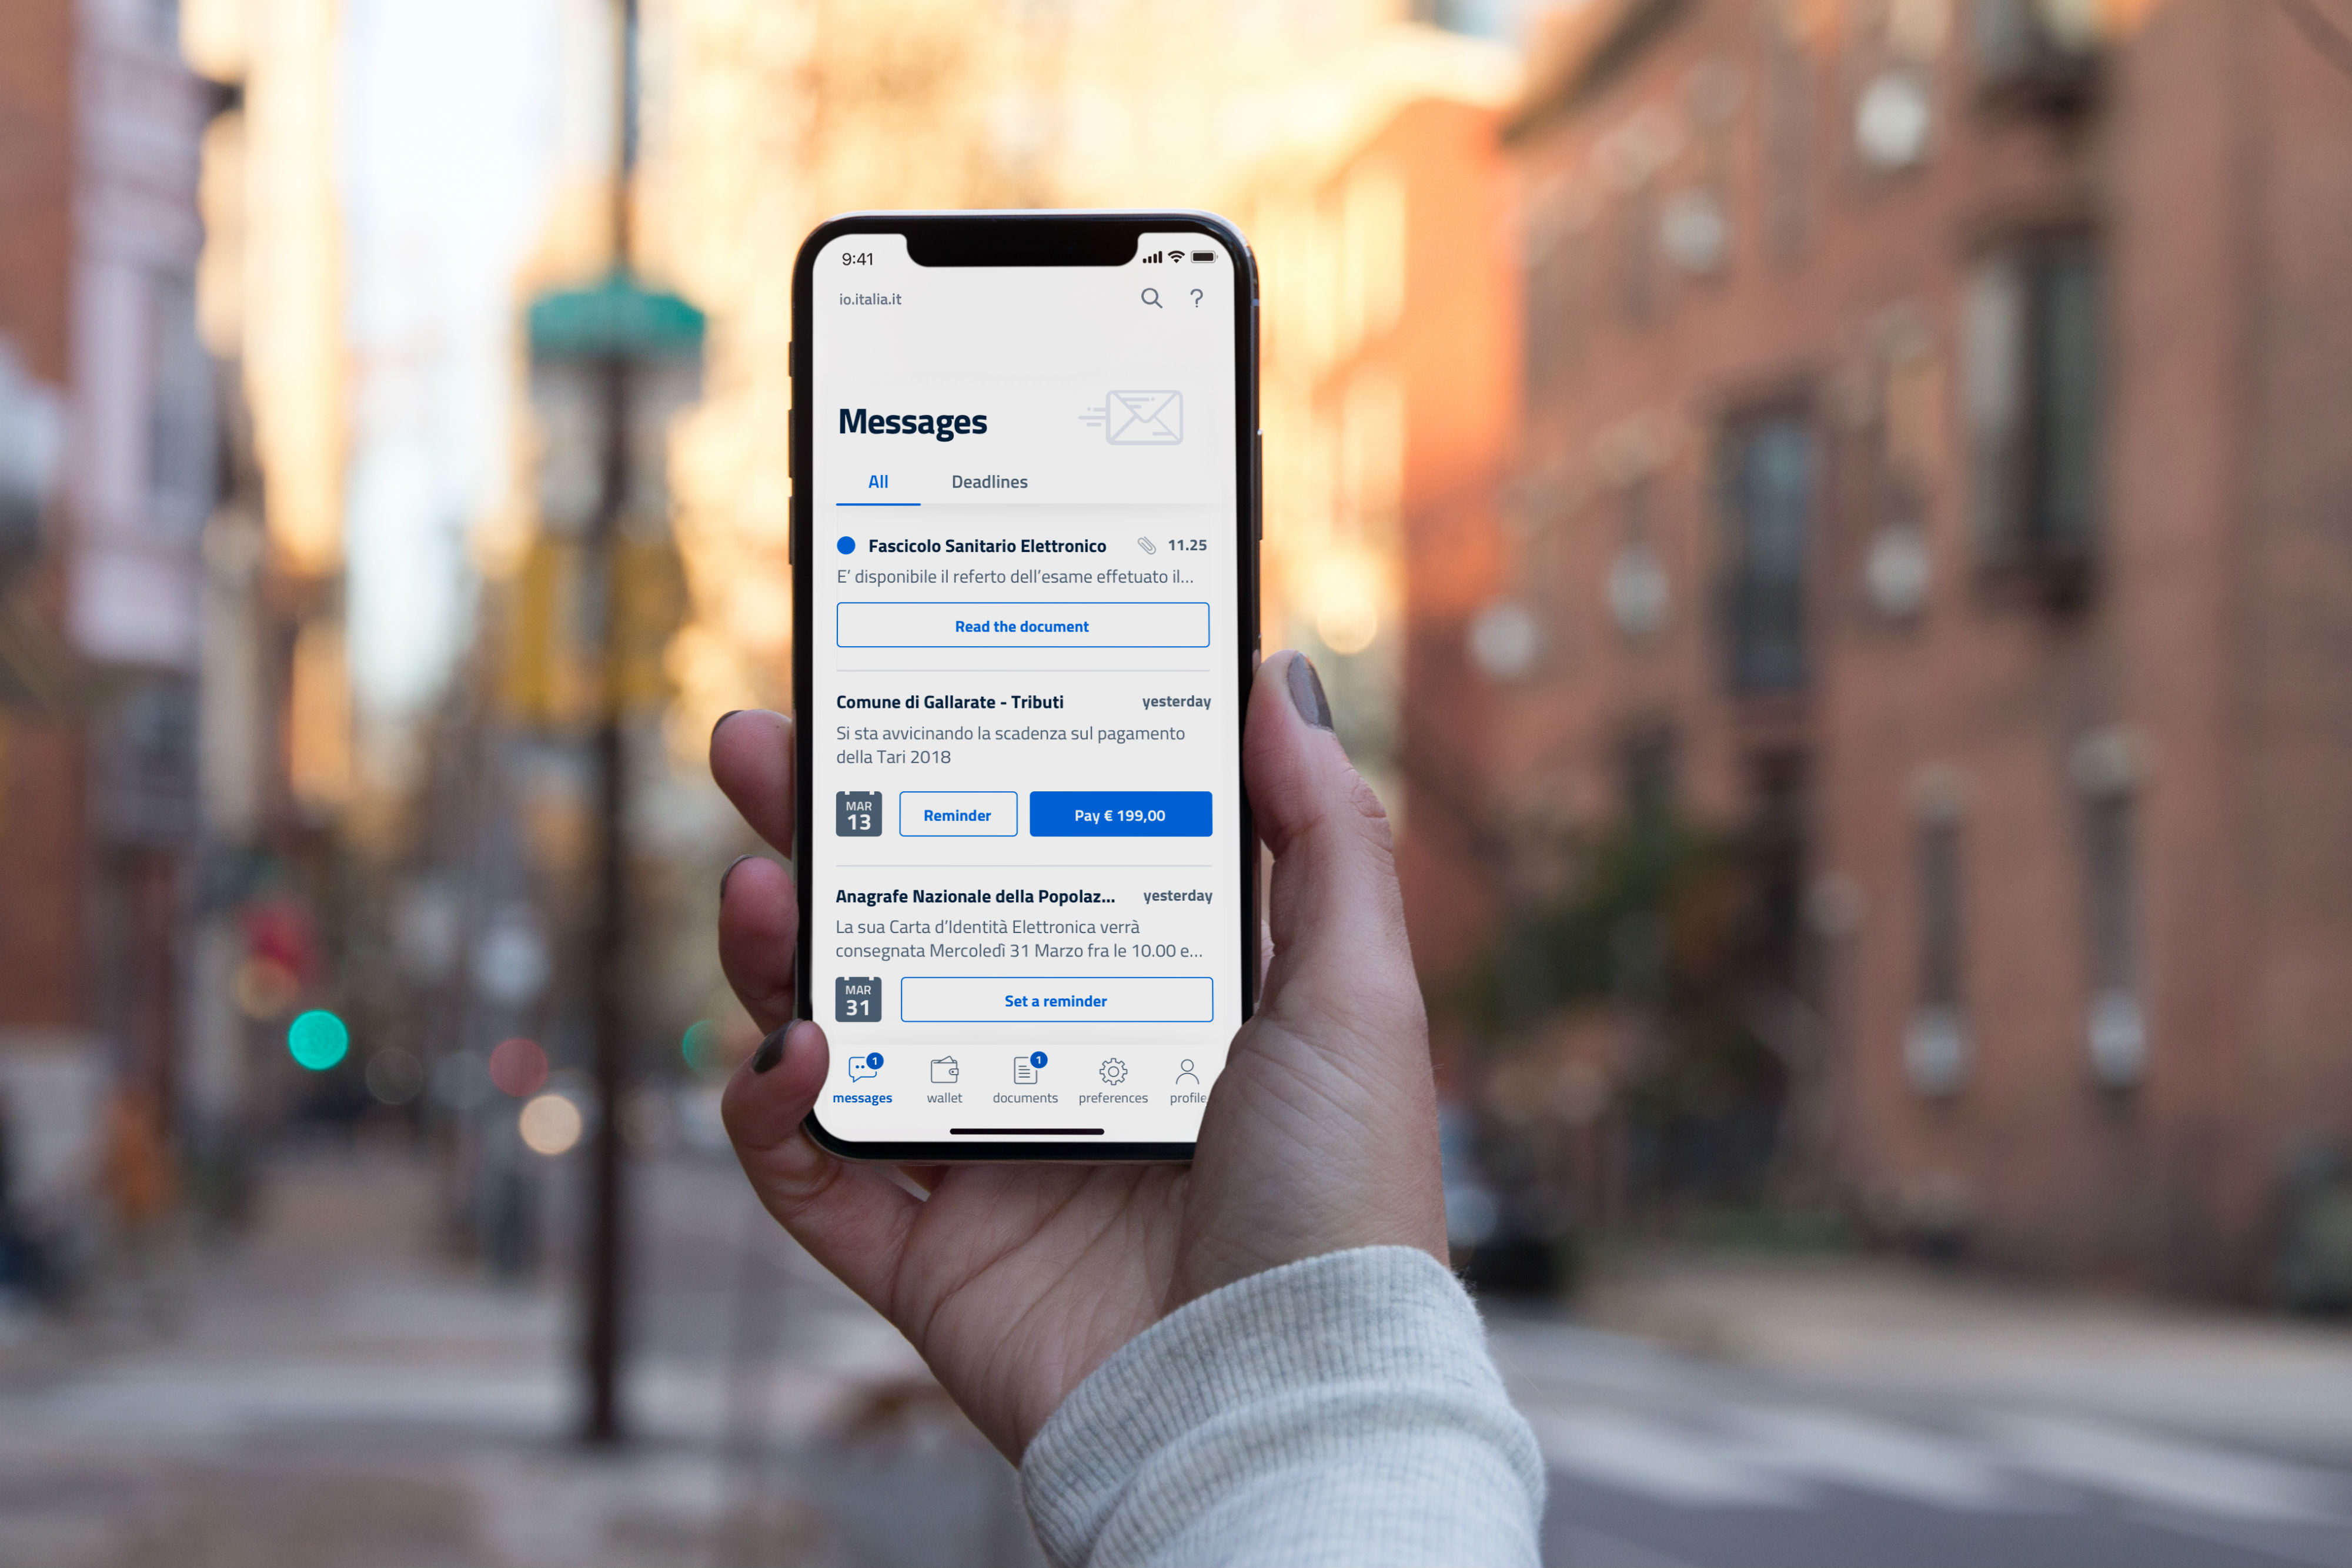 9:41
io.italia.it ?
Messages
All Deadlines
Fascicolo Sanitario Elettronico 11.25
E’ disponibile il referto dell’esame effetuato il...
Read the document
Comune di Gallarate - Tributi yesterday
Si sta avvicinando la scadenza sul pagamento
della Tari 2018
MAR
13
Reminder
Pay € 199,00
Anagrafe Nazionale della Popolaz... yesterday
La sua Carta d’Identità Elettronica verrà
consegnata Mercoledì 31 Marzo fra le 10.00 e...
MAR
31
Set a reminder
1 1
messages wallet documents preferences profile